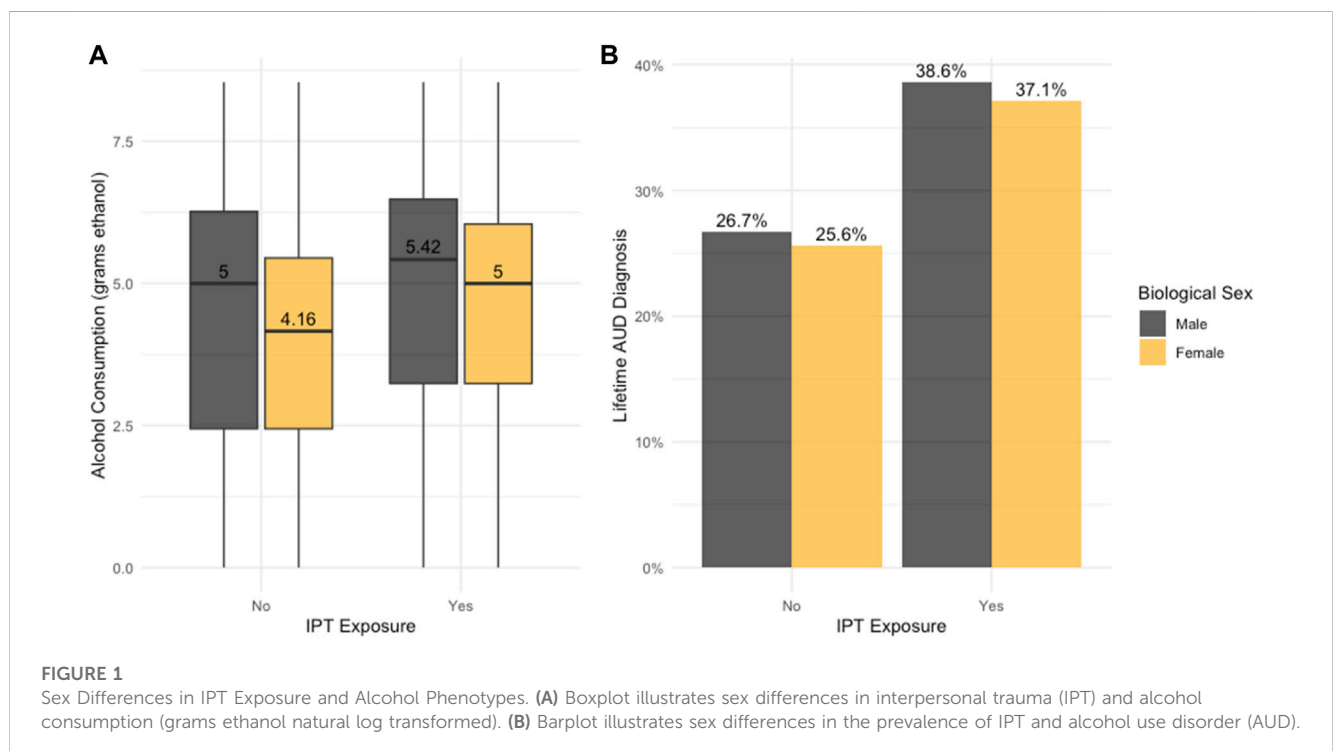 A
Alcohol Consumption (grams ethanol)
7.5
5.0
2.5
0.0
5
4.16
5.42
5
No
Yes
IPT Exposure
B
Lifetime AUD Diagnosis
40%
30%
20%
10%
0%
26.7%
25.6%
38.6%
37.1%
No
Yes
IPT Exposure
Biological Sex
Male
Female
FIGURE 1
Sex Differences in IPT Exposure and Alcohol Phenotypes. (A) Boxplot illustrates sex differences in interpersonal trauma (IPT) and alcohol
consumption (grams ethanol natural log transformed). (B) Barplot illustrates sex differences in the prevalence of IPT and alcohol use disorder (AUD).